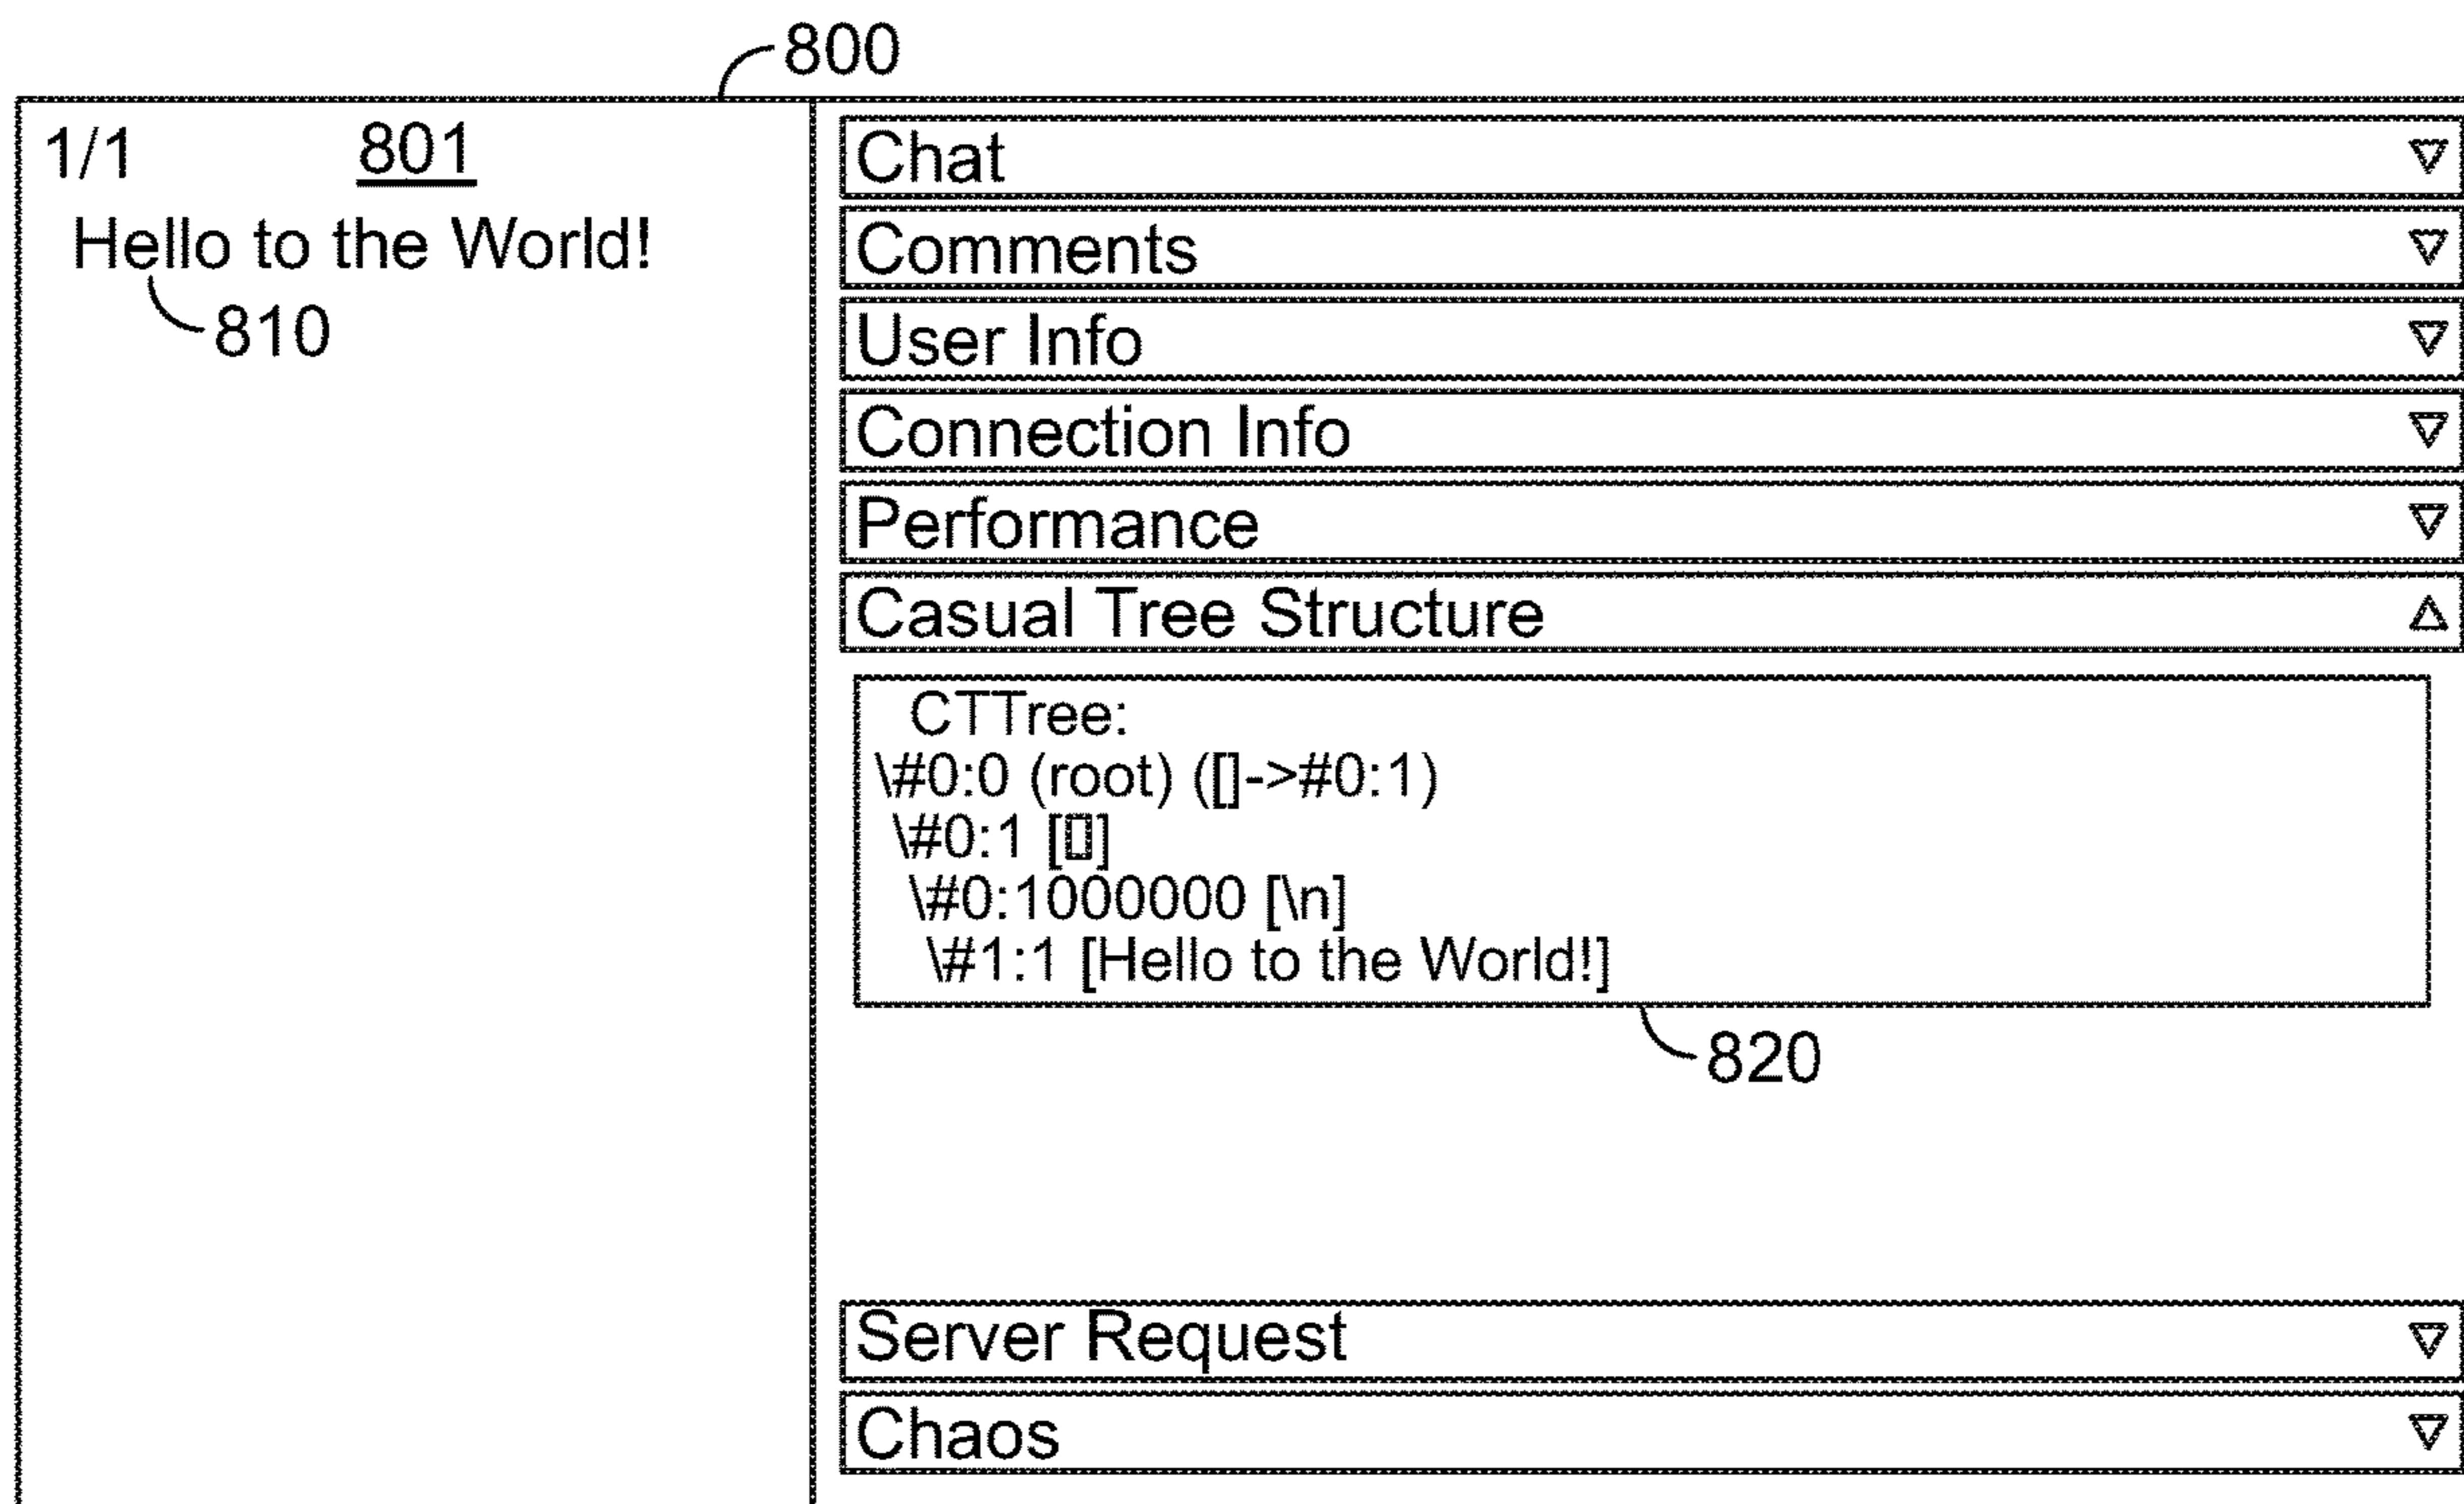 800
1/1
801
Hello to the World!
810
Chat
Comments
User Info
Connection Info
Performance
Casual Tree Structure
CTTree:
\#0:0 (root) ([]->#0:1)
\#0:1 [▯]
\#0:1000000 [\n]
\#1:1 [Hello to the World!]
820
Server Request
Chaos